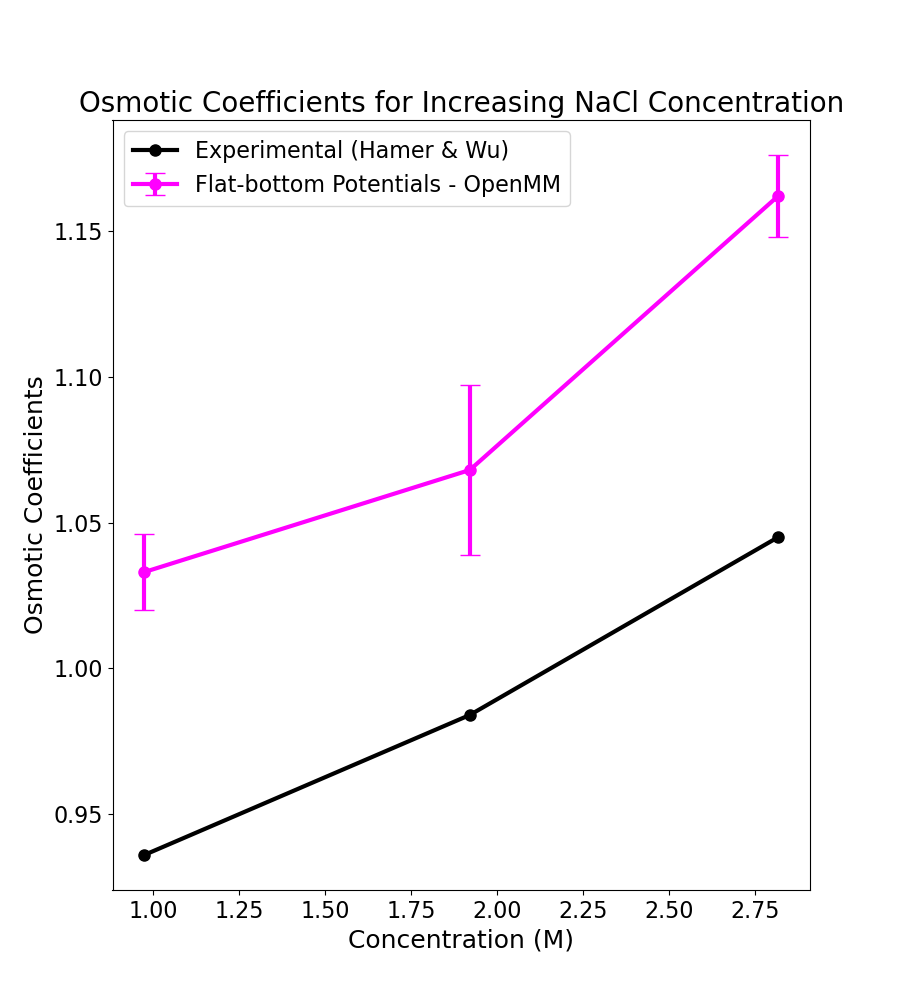 Osmotic Coefficients for Increasing NaCl Concentration
Experimental (Hamer & Wu)
Flat-bottom Potentials - OpenMM
Osmotic Coefficients
1.15
1.10
1.05
1.00
0.95
1.00 1.25 1.50 1.75 2.00 2.25 2.50 2.75
Concentration (M)